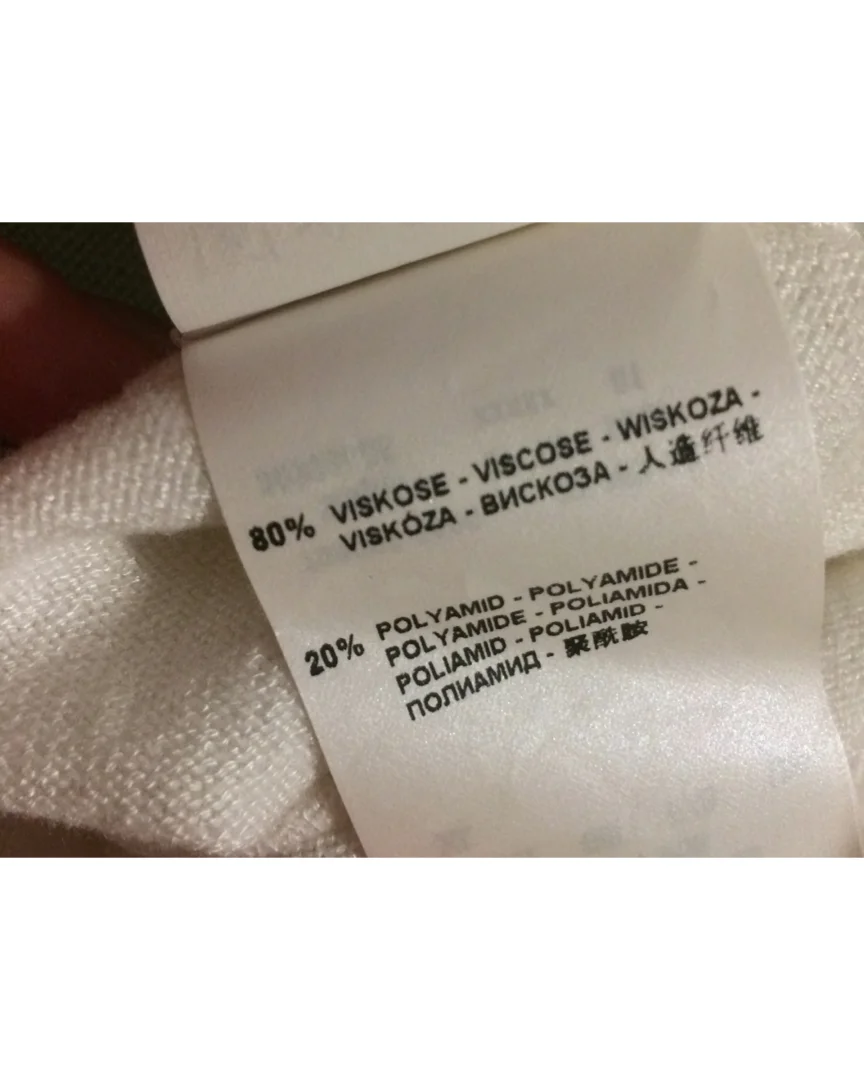 80% VISKOSE - VISCOSE - WISKOZA -
VISKÓZA - ВИСКОЗА - 人造纤维
20% POLYAMID - POLYAMIDE -
POLYAMIDE - POLIAMIDA -
POLIAMID - POLIAMID -
ПОЛИАМИД - 聚酰胺